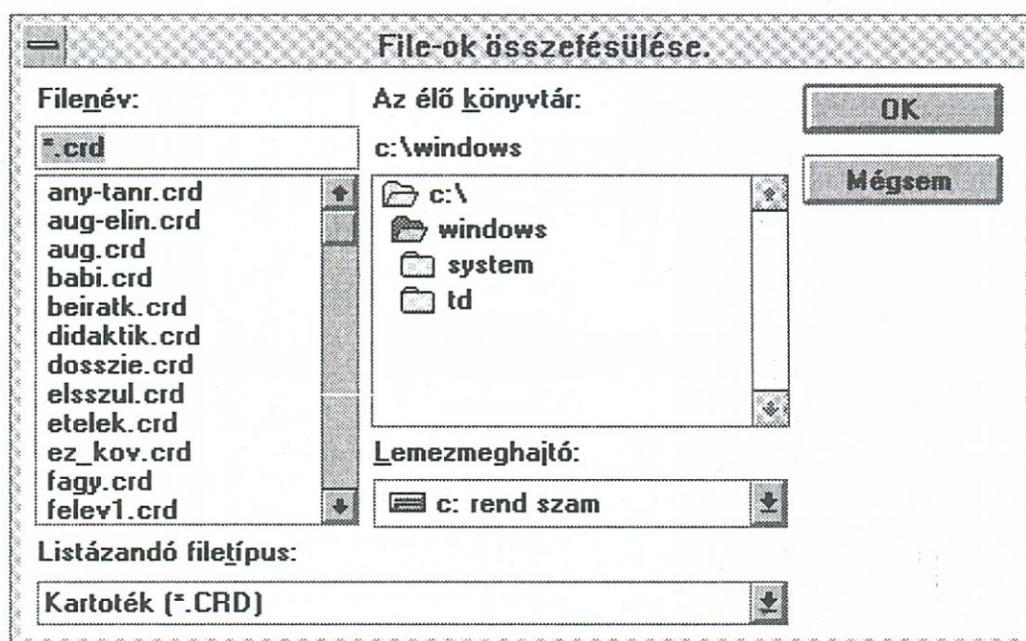 File-ok összefésülése.
Filenév:
*.crd
any-tanr.crd
aug-elin.crd
aug.crd
babi.crd
beiratk.crd
didaktik.crd
dosszie.crd
elsszul.crd
etelek.crd
ez_kov.crd
fagy.crd
felev1.crd
Listázandó filetípus:
Kartoték (*.CRD)
Az élő könyvtár:
c:\windows
c:\
windows
system
td
Lemezmeghajtó:
c: rend szam
OK
Mégsem